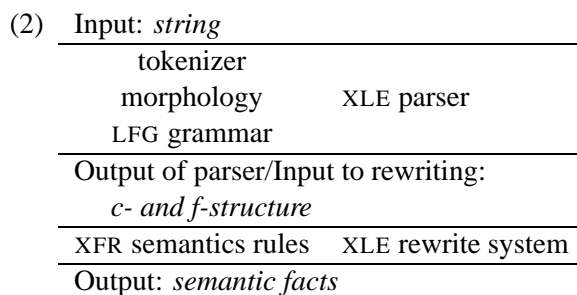 (2) Input: string
tokenizer
morphology XLE parser
LFG grammar
Output of parser/Input to rewriting:
c- and f-structure
XFR semantics rules XLE rewrite system
Output: semantic facts